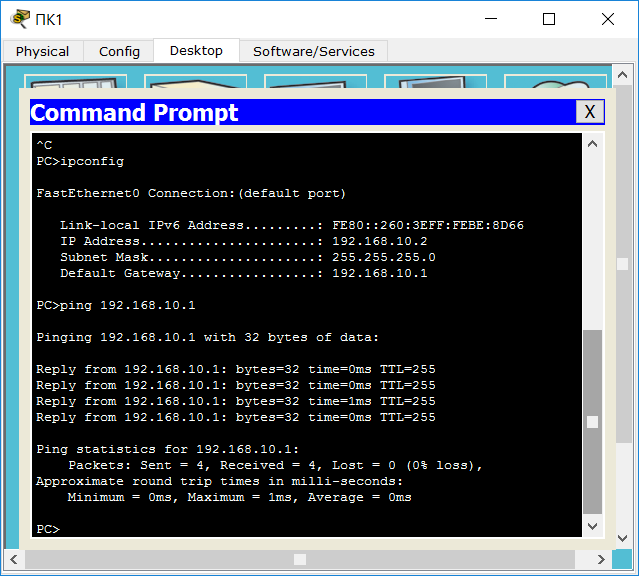 ПК1
Physical Config Desktop Software/Services
Command Prompt X
^C
PC>ipconfig
FastEthernet0 Connection:(default port)
Link-local IPv6 Address.........: FE80::260:3EFF:FEBE:8D66
IP Address......................: 192.168.10.2
Subnet Mask.....................: 255.255.255.0
Default Gateway.................: 192.168.10.1
PC>ping 192.168.10.1
Pinging 192.168.10.1 with 32 bytes of data:
Reply from 192.168.10.1: bytes=32 time=0ms TTL=255
Reply from 192.168.10.1: bytes=32 time=0ms TTL=255
Reply from 192.168.10.1: bytes=32 time=1ms TTL=255
Reply from 192.168.10.1: bytes=32 time=0ms TTL=255
Ping statistics for 192.168.10.1:
Packets: Sent = 4, Received = 4, Lost = 0 (0% loss),
Approximate round trip times in milli-seconds:
Minimum = 0ms, Maximum = 1ms, Average = 0ms
PC>